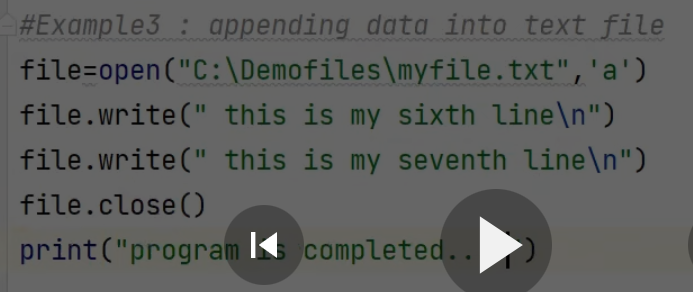 #Example3 : appending data into text file
file=open("C:\Demofiles\myfile.txt",'a')
file.write(" this is my sixth line\n")
file.write(" this is my seventh line\n")
file.close()
print("program is completed.. ")